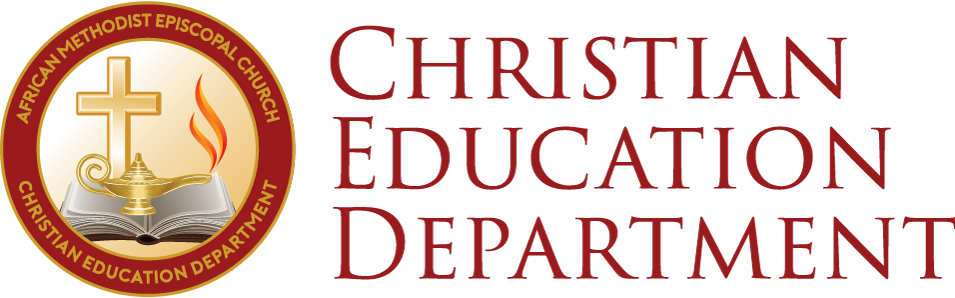 AFRICAN METHODIST EPISCOPAL CHURCH
CHRISTIAN EDUCATION DEPARTMENT
CHRISTIAN
EDUCATION
DEPARTMENT